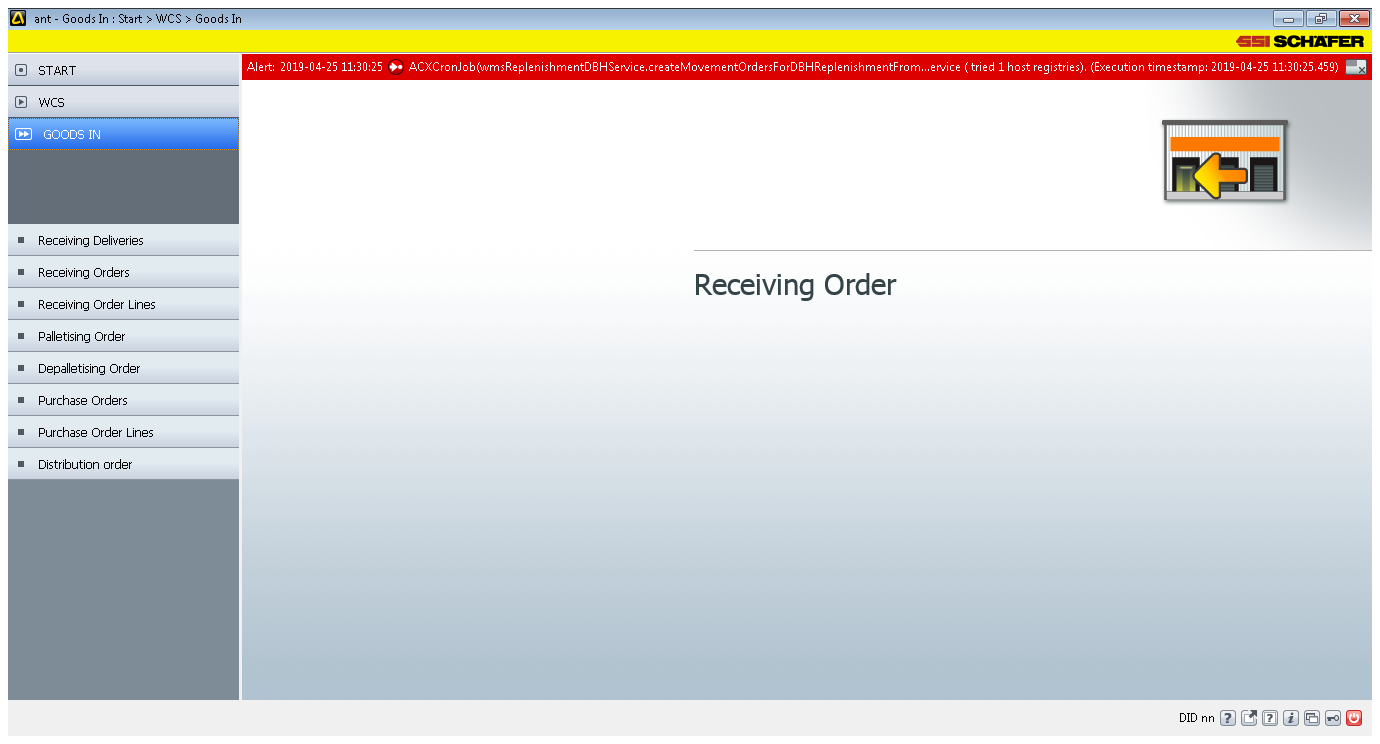 ant - Goods In : Start > WCS > Goods In
SSI SCHÄFER
START
Alert: 2019-04-25 11:30:25 ACXCronJob(wmsReplenishmentDBHService.createMovementOrdersForDBHReplenishmentFrom...ervice ( tried 1 host registries). (Execution timestamp: 2019-04-25 11:30:25.459)
WCS
GOODS IN
Receiving Deliveries
Receiving Orders
Receiving Order Lines
Palletising Order
Depalletising Order
Purchase Orders
Purchase Order Lines
Distribution order
Receiving Order
DID nn